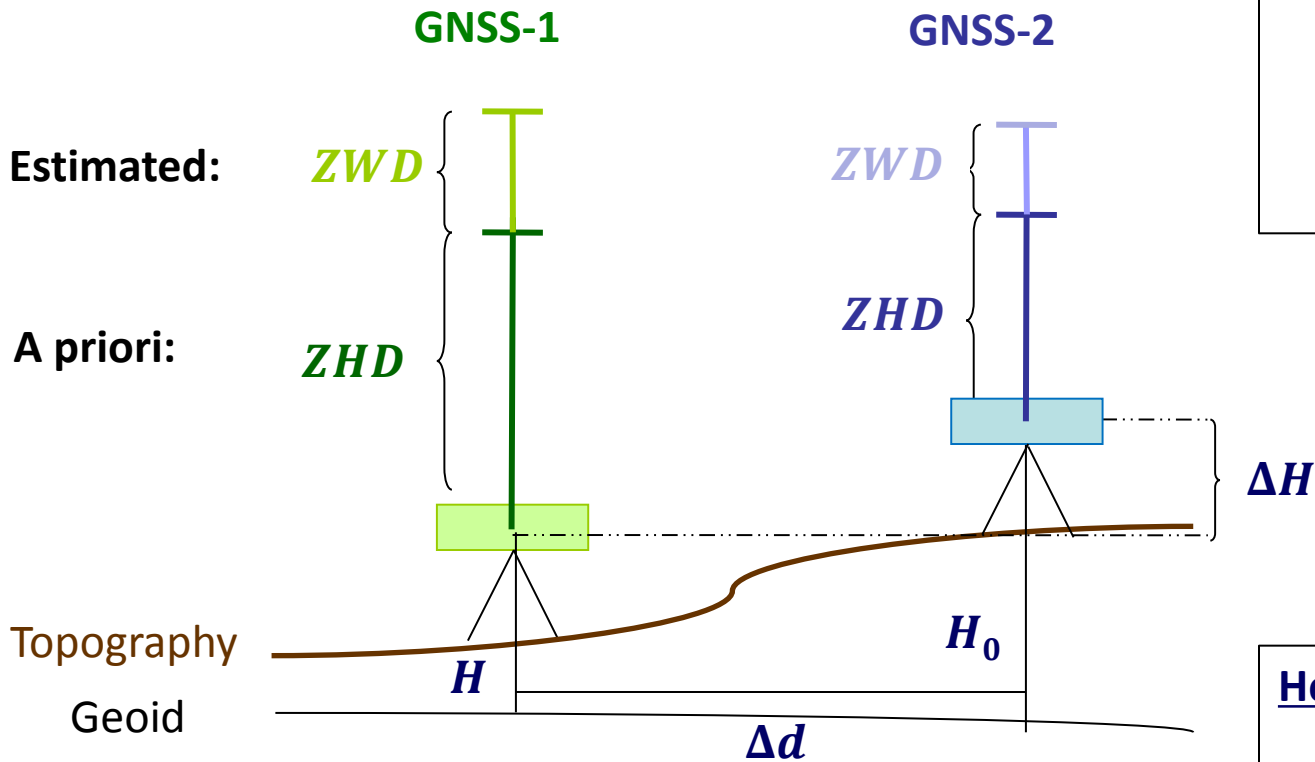 GNSS-1 GNSS-2
Estimated: ZWD ZWD
A priori: ZHD ZHD
ΔH
Topography H H₀
Geoid
Δd